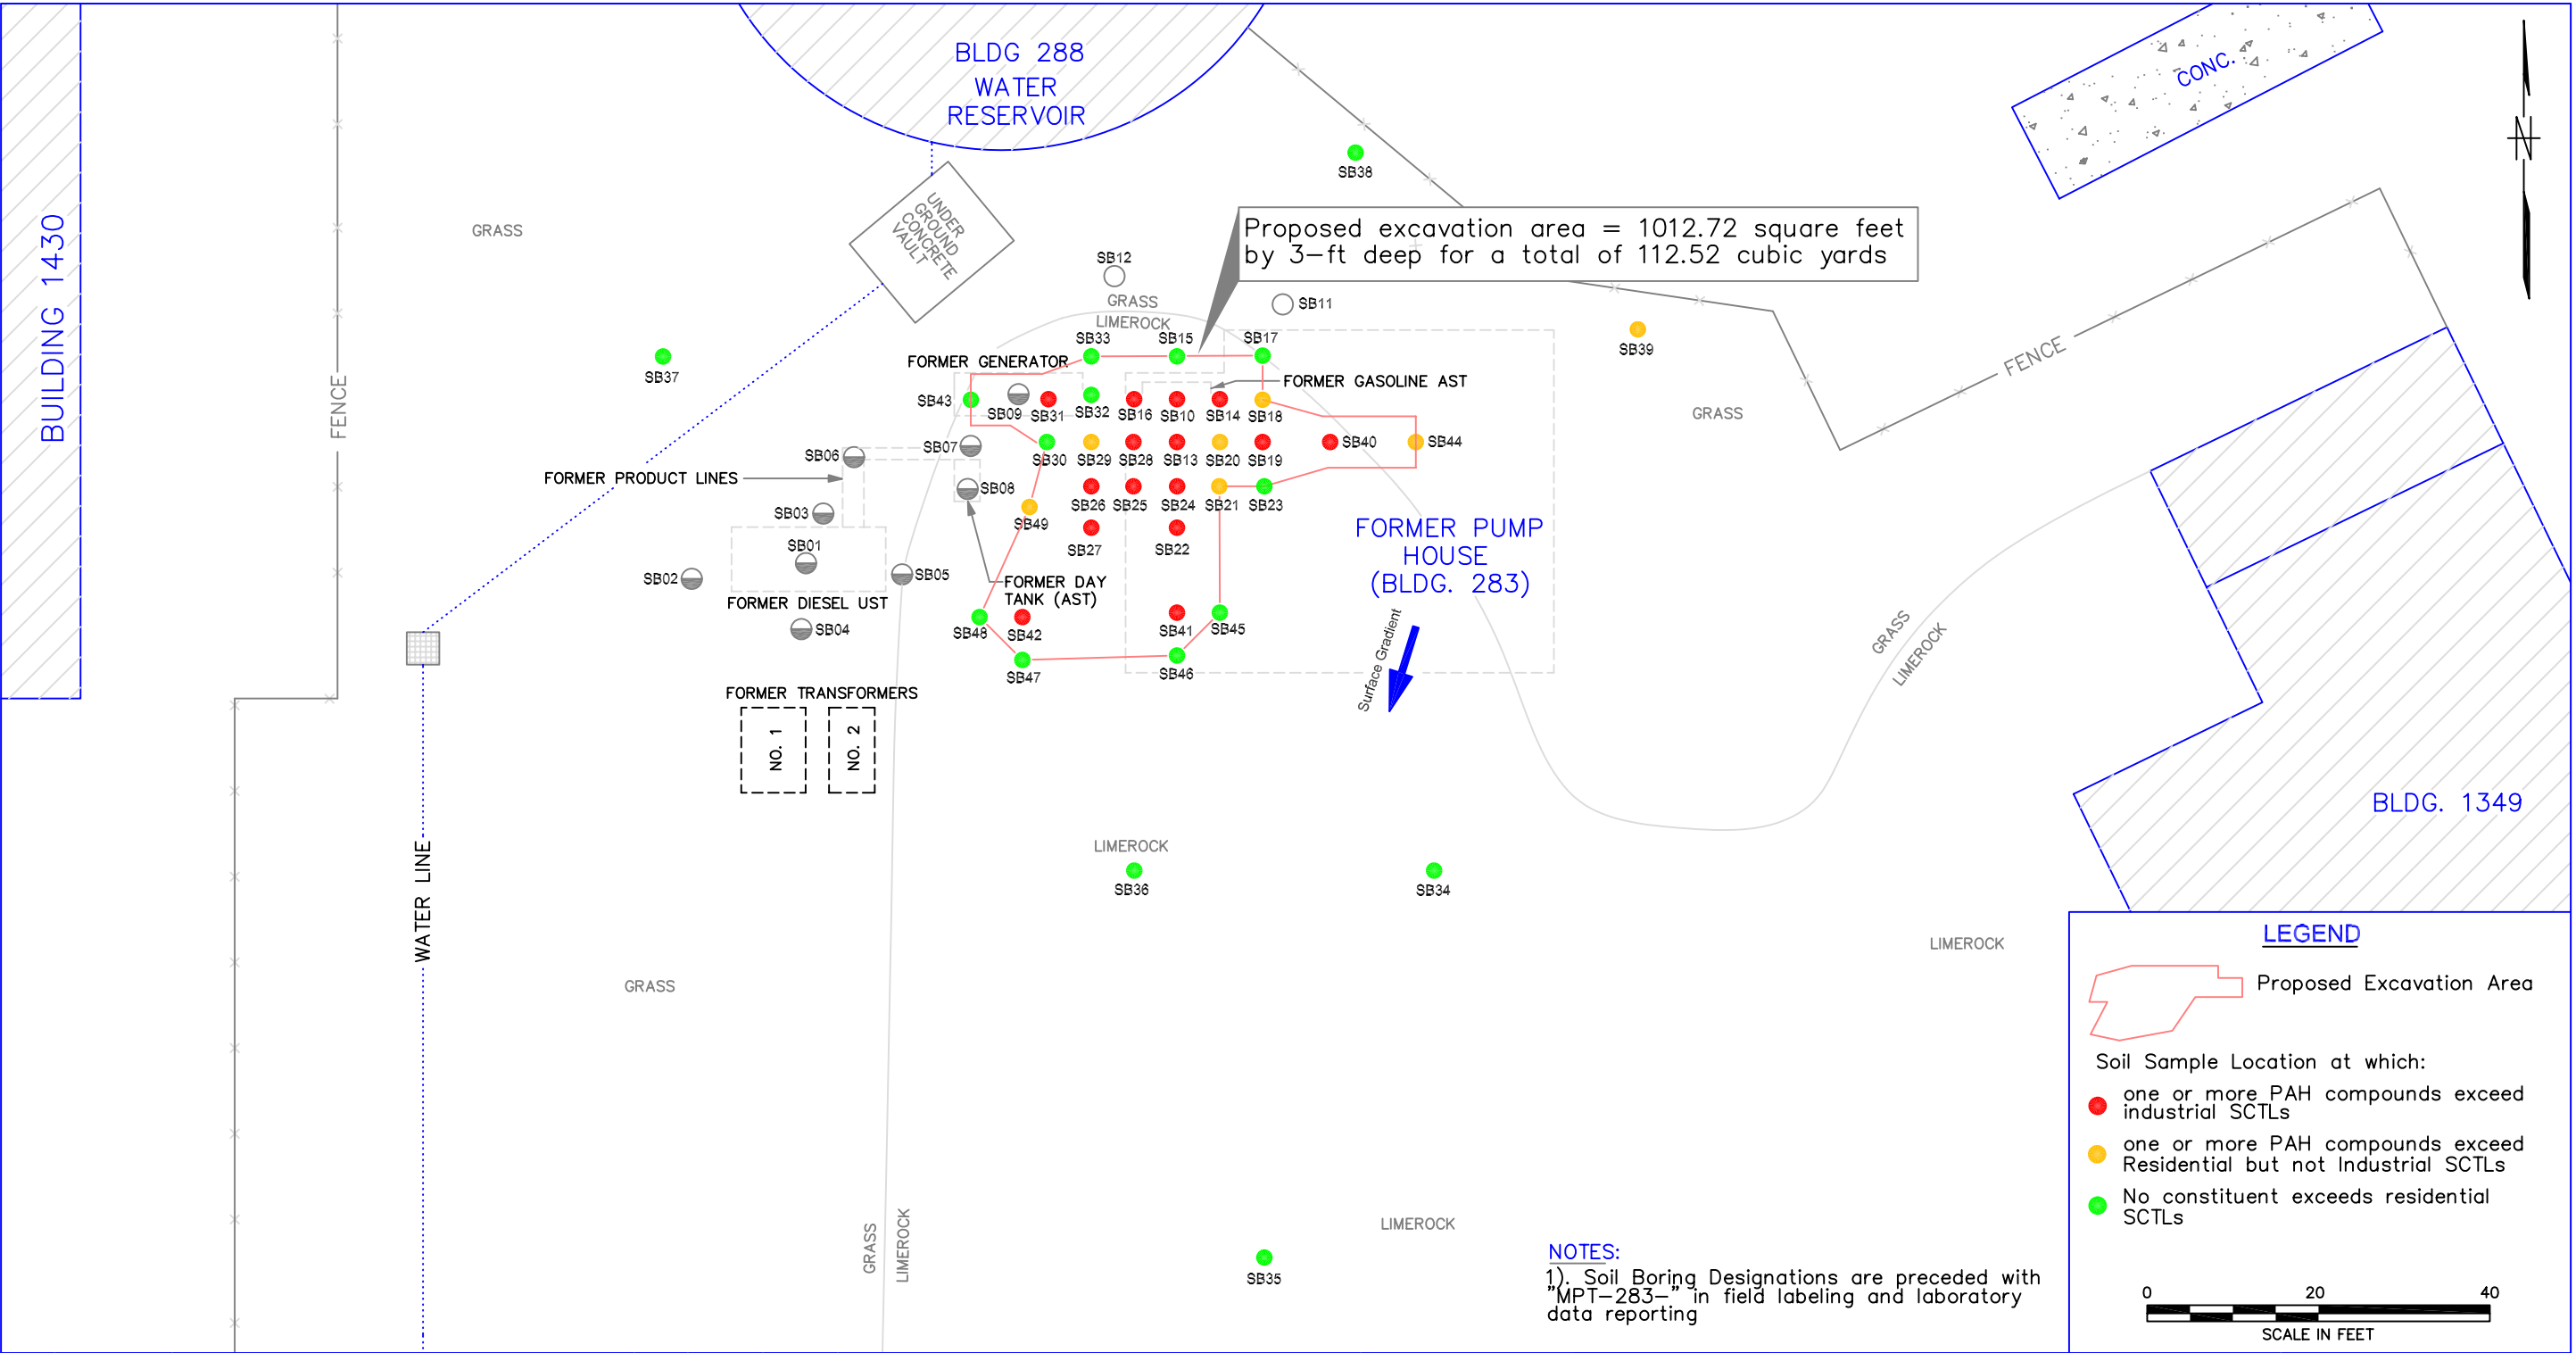 BLDG 288
WATER
RESERVOIR
CONC.
N
BUILDING 1430
FENCE
GRASS
UNDER
GROUND
CONCRETE
VAULT
SB38
Proposed excavation area = 1012.72 square feet
by 3-ft deep for a total of 112.52 cubic yards
SB12
GRASS
LIMEROCK
SB11
SB33
SB15
SB17
SB39
SB37
FENCE
FORMER GENERATOR
FORMER GASOLINE AST
GRASS
SB43
SB09
SB31
SB32
SB16
SB10
SB14
SB18
SB06
SB07
SB30
SB29
SB28
SB13
SB20
SB19
SB40
SB44
FORMER PRODUCT LINES
SB08
SB03
SB49
SB26
SB25
SB24
SB21
SB23
SB01
SB27
SB22
FORMER PUMP
HOUSE
(BLDG. 283)
SB02
SB05
FORMER DAY
TANK (AST)
FORMER DIESEL UST
SB04
SB48
SB42
SB41
SB45
SB47
SB46
Surface Gradient
GRASS
LIMEROCK
FORMER TRANSFORMERS
NO. 1
NO. 2
BLDG. 1349
WATER LINE
LIMEROCK
SB36
SB34
LIMEROCK
GRASS
GRASS
LIMEROCK
LIMEROCK
SB35
NOTES:
1). Soil Boring Designations are preceded with
"MPT-283-" in field labeling and laboratory
data reporting
LEGEND
Proposed Excavation Area
Soil Sample Location at which:
one or more PAH compounds exceed
industrial SCTLs
one or more PAH compounds exceed
Residential but not Industrial SCTLs
No constituent exceeds residential
SCTLs
0 20 40
SCALE IN FEET